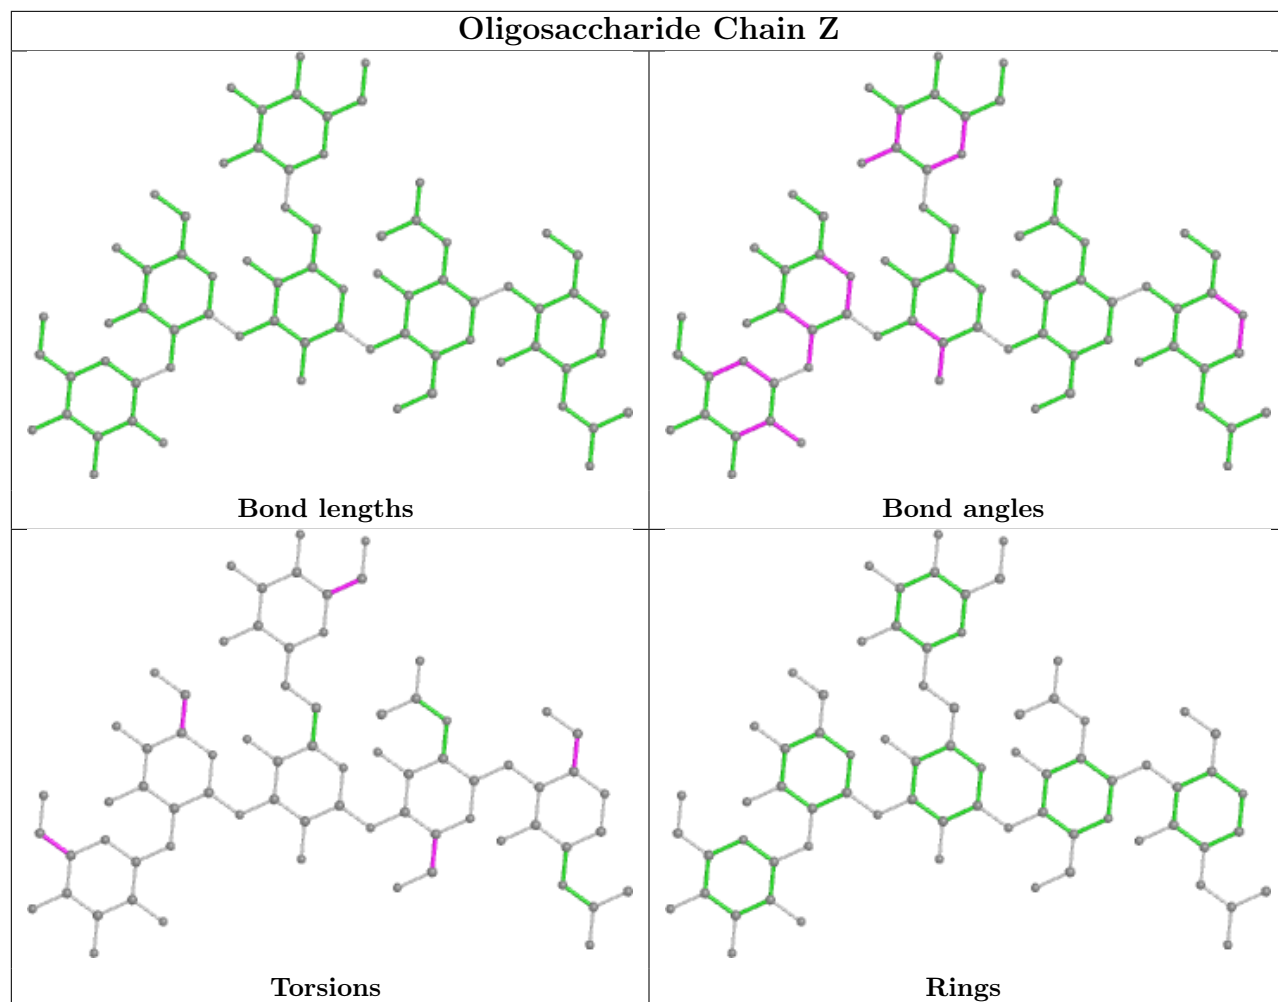 Oligosaccharide Chain Z
Bond lengths
Bond angles
Torsions
Rings